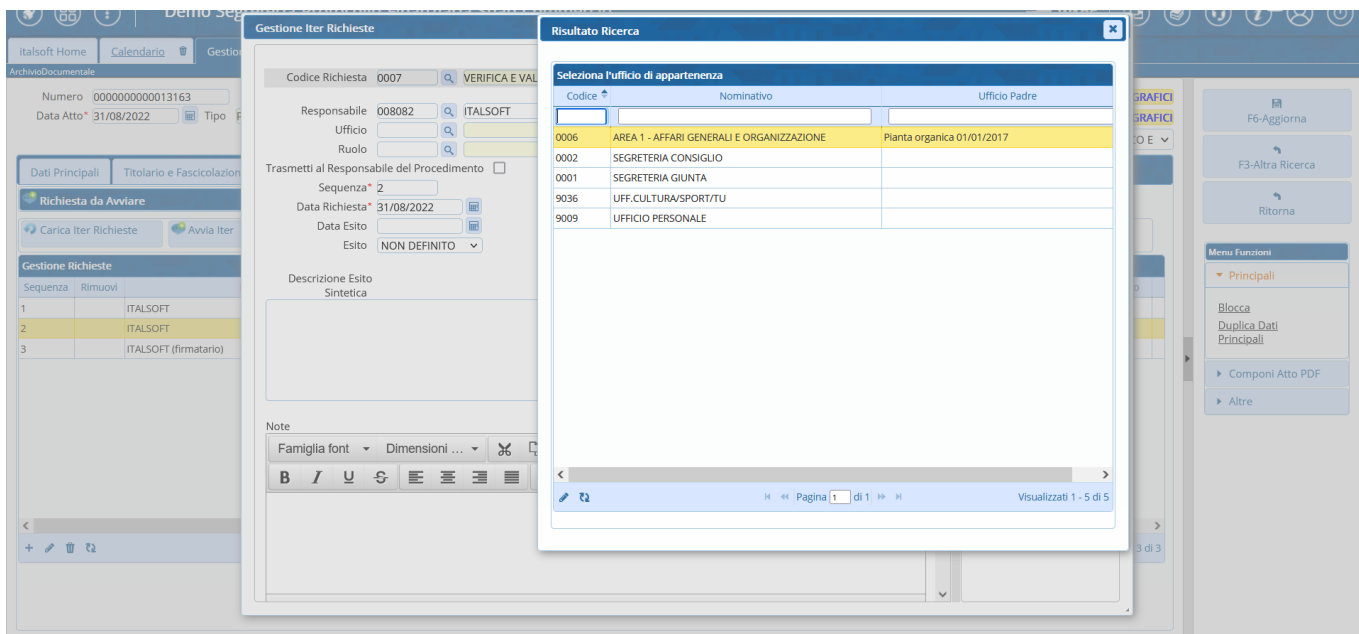 Gestione Iter Richieste
Risultato Ricerca
italsoft Home Calendario Gestio
ArchivioDocumentale
Numero 0000000000013163
Data Atto* 31/08/2022 Tipo
Dati Principali Titolario e Fascicolazion
Richiesta da Avviare
Carica Iter Richieste Avvia Iter
Gestione Richieste
Sequenza Rimuovi
1 ITALSOFT
2 ITALSOFT
3 ITALSOFT (firmatario)
3 di 3
Codice Richiesta 0007 VERIFICA E VAL
Responsabile 008082 ITALSOFT
Ufficio
Ruolo
Trasmetti al Responsabile del Procedimento
Sequenza* 2
Data Richiesta* 31/08/2022
Data Esito
Esito NON DEFINITO
Descrizione Esito
Sintetica
Note
Famiglia font Dimensioni ...
B I U S
Seleziona l'ufficio di appartenenza
Codice Nominativo Ufficio Padre
0006 AREA 1 - AFFARI GENERALI E ORGANIZZAZIONE Pianta organica 01/01/2017
0002 SEGRETERIA CONSIGLIO
0001 SEGRETERIA GIUNTA
9036 UFF.CULTURA/SPORT/TU
9009 UFFICIO PERSONALE
Pagina 1 di 1 Visualizzati 1 - 5 di 5
GRAFICI
GRAFICI
O E
F6-Aggiorna
F3-Altra Ricerca
Ritorna
Menu Funzioni
Principali
Blocca
Duplica Dati
Principali
Componi Atto PDF
Altre